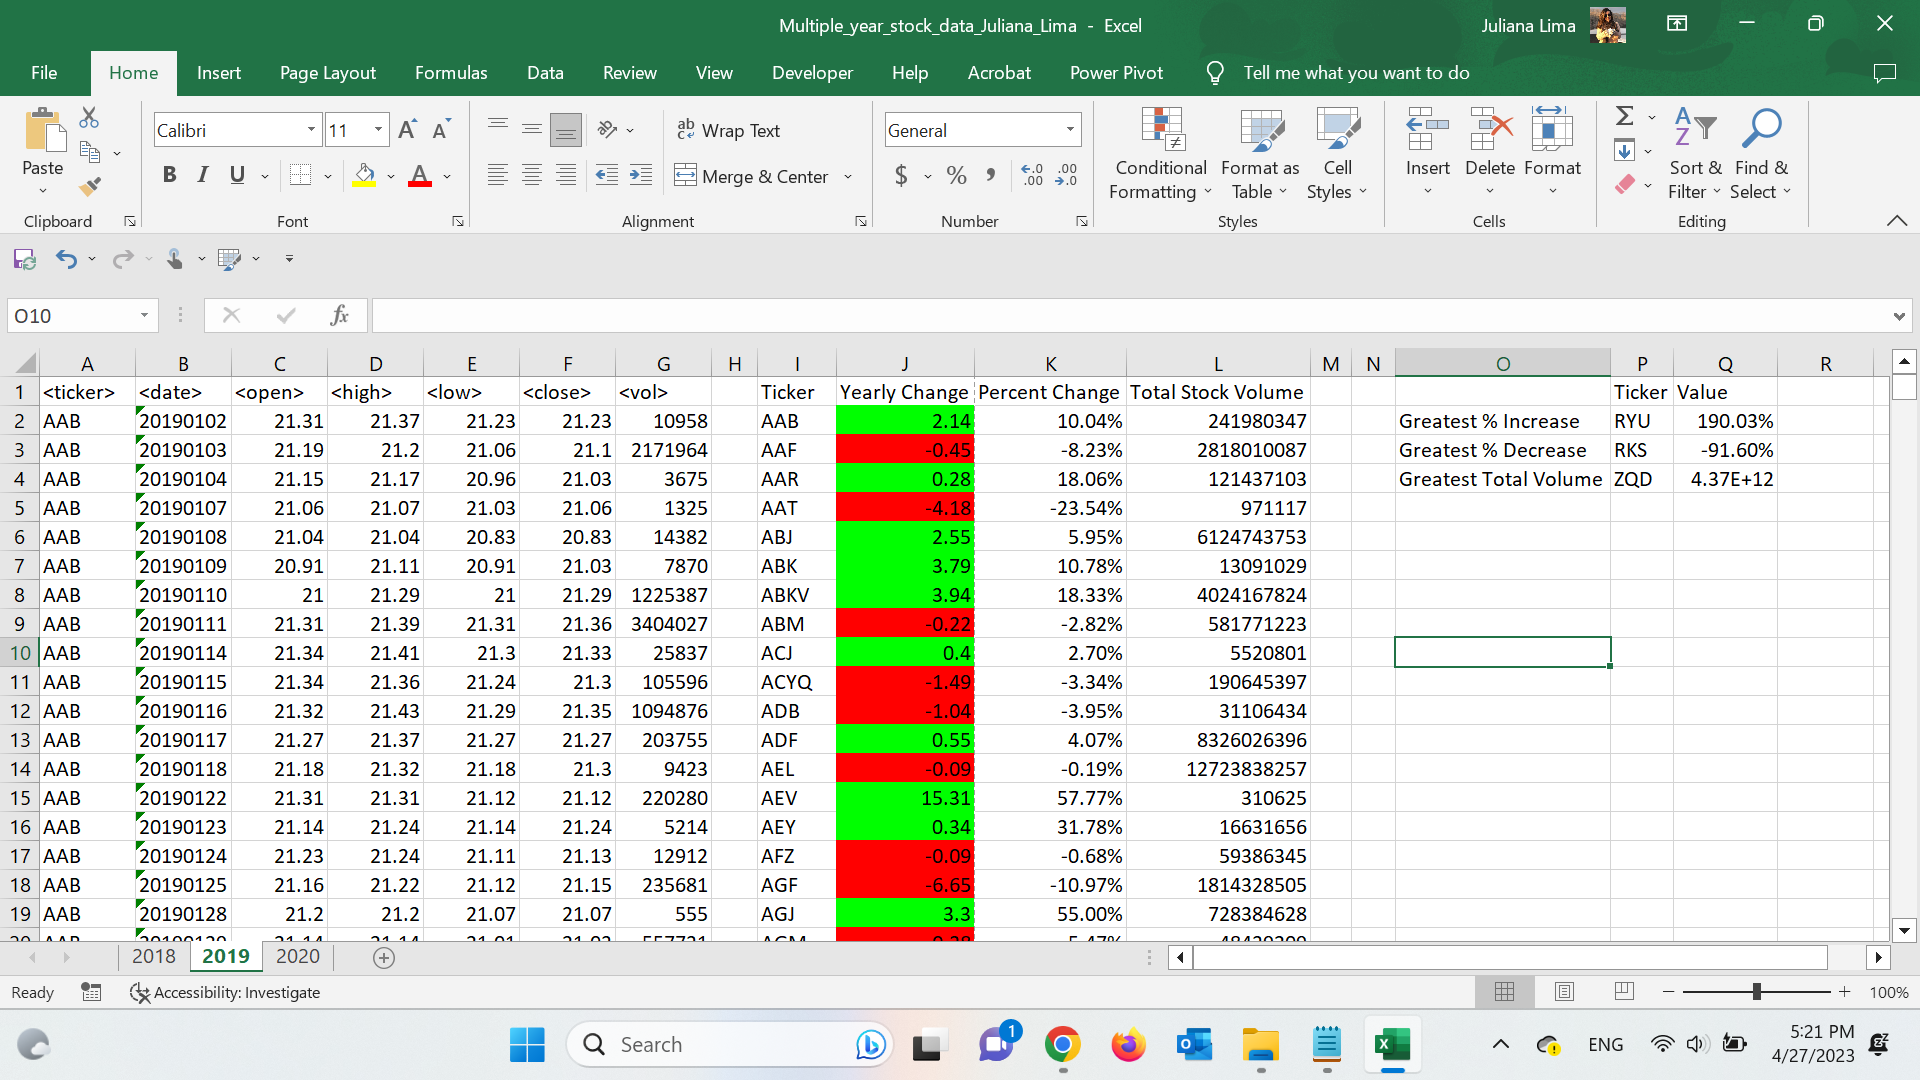 Multiple_year_stock_data_Juliana_Lima - Excel
Juliana Lima
File Home Insert Page Layout Formulas Data Review View Developer Help Acrobat Power Pivot Tell me what you want to do
Calibri 11 Wrap Text General
Paste
B I U A Merge & Center $ % ,
Conditional Formatting
Format as Table
Cell Styles
Insert Delete Format
Sort & Filter
Find & Select
Clipboard Font Alignment Number Styles Cells Editing
O10 fx
A B C D E F G H I J K L M N O P Q R
1 <ticker> <date> <open> <high> <low> <close> <vol> Ticker Yearly Change Percent Change Total Stock Volume Ticker Value
2 AAB 20190102 21.31 21.37 21.23 21.23 10958 AAB 2.14 10.04% 241980347 Greatest % Increase RYU 190.03%
3 AAB 20190103 21.19 21.2 21.06 21.1 2171964 AAF -0.45 -8.23% 2818010087 Greatest % Decrease RKS -91.60%
4 AAB 20190104 21.15 21.17 20.96 21.03 3675 AAR 0.28 18.06% 121437103 Greatest Total Volume ZQD 4.37E+12
5 AAB 20190107 21.06 21.07 21.03 21.06 1325 AAT -4.18 -23.54% 971117
6 AAB 20190108 21.04 21.04 20.83 20.83 14382 ABJ 2.55 5.95% 6124743753
7 AAB 20190109 20.91 21.11 20.91 21.03 7870 ABK 3.79 10.78% 13091029
8 AAB 20190110 21 21.29 21 21.29 1225387 ABKV 3.94 18.33% 4024167824
9 AAB 20190111 21.31 21.39 21.31 21.36 3404027 ABM -0.22 -2.82% 581771223
10 AAB 20190114 21.34 21.41 21.3 21.33 25837 ACJ 0.4 2.70% 5520801
11 AAB 20190115 21.34 21.36 21.24 21.3 105596 ACYQ -1.49 -3.34% 190645397
12 AAB 20190116 21.32 21.43 21.29 21.35 1094876 ADB -1.04 -3.95% 31106434
13 AAB 20190117 21.27 21.37 21.27 21.27 203755 ADF 0.55 4.07% 8326026396
14 AAB 20190118 21.18 21.32 21.18 21.3 9423 AEL -0.09 -0.19% 12723838257
15 AAB 20190122 21.31 21.31 21.12 21.12 220280 AEV 15.31 57.77% 310625
16 AAB 20190123 21.14 21.24 21.14 21.24 5214 AEY 0.34 31.78% 16631656
17 AAB 20190124 21.23 21.24 21.11 21.13 12912 AFZ -0.09 -0.68% 59386345
18 AAB 20190125 21.16 21.22 21.12 21.15 235681 AGF -6.65 -10.97% 1814328505
19 AAB 20190128 21.2 21.2 21.07 21.07 555 AGJ 3.3 55.00% 728384628
2018 2019 2020
Ready Accessibility: Investigate 100%
Search 1 ENG 5:21 PM
4/27/2023